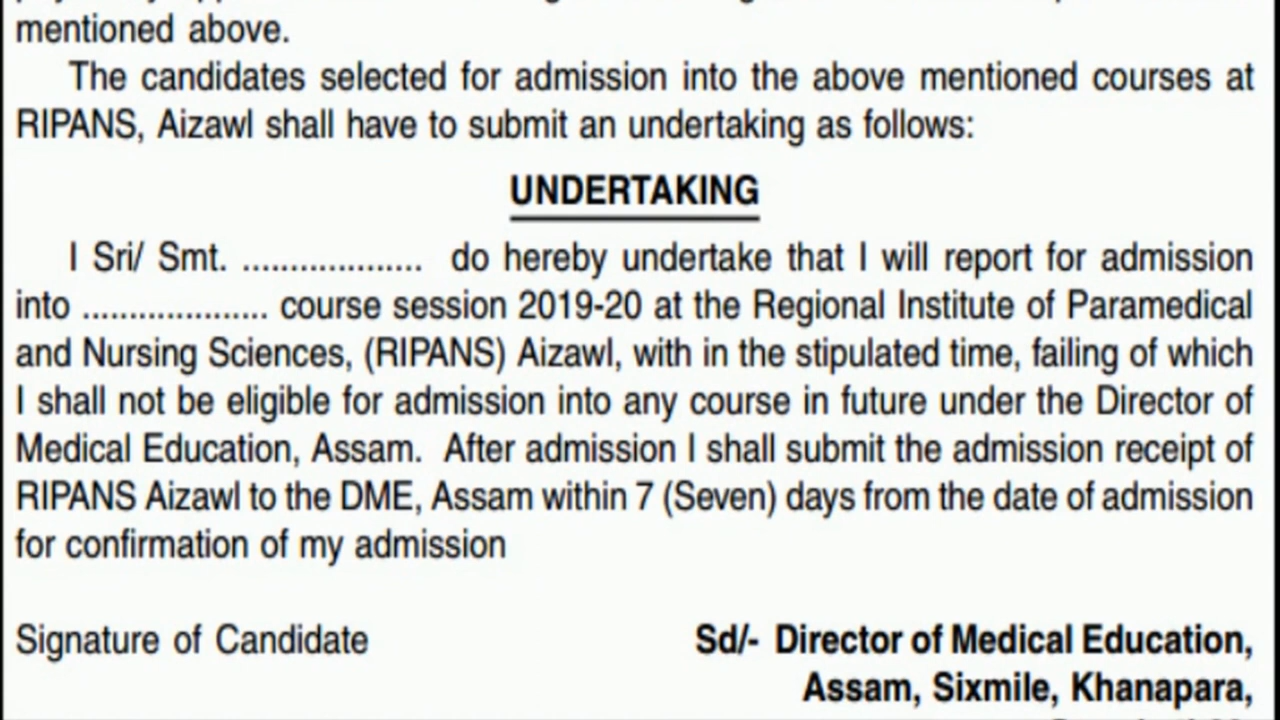 mentioned above.
The candidates selected for admission into the above mentioned courses at
RIPANS, Aizawl shall have to submit an undertaking as follows:
UNDERTAKING
I Sri/ Smt. ................... do hereby undertake that I will report for admission
into .................... course session 2019-20 at the Regional Institute of Paramedical
and Nursing Sciences, (RIPANS) Aizawl, with in the stipulated time, failing of which
I shall not be eligible for admission into any course in future under the Director of
Medical Education, Assam. After admission I shall submit the admission receipt of
RIPANS Aizawl to the DME, Assam within 7 (Seven) days from the date of admission
for confirmation of my admission
Signature of Candidate
Sd/- Director of Medical Education,
Assam, Sixmile, Khanapara,